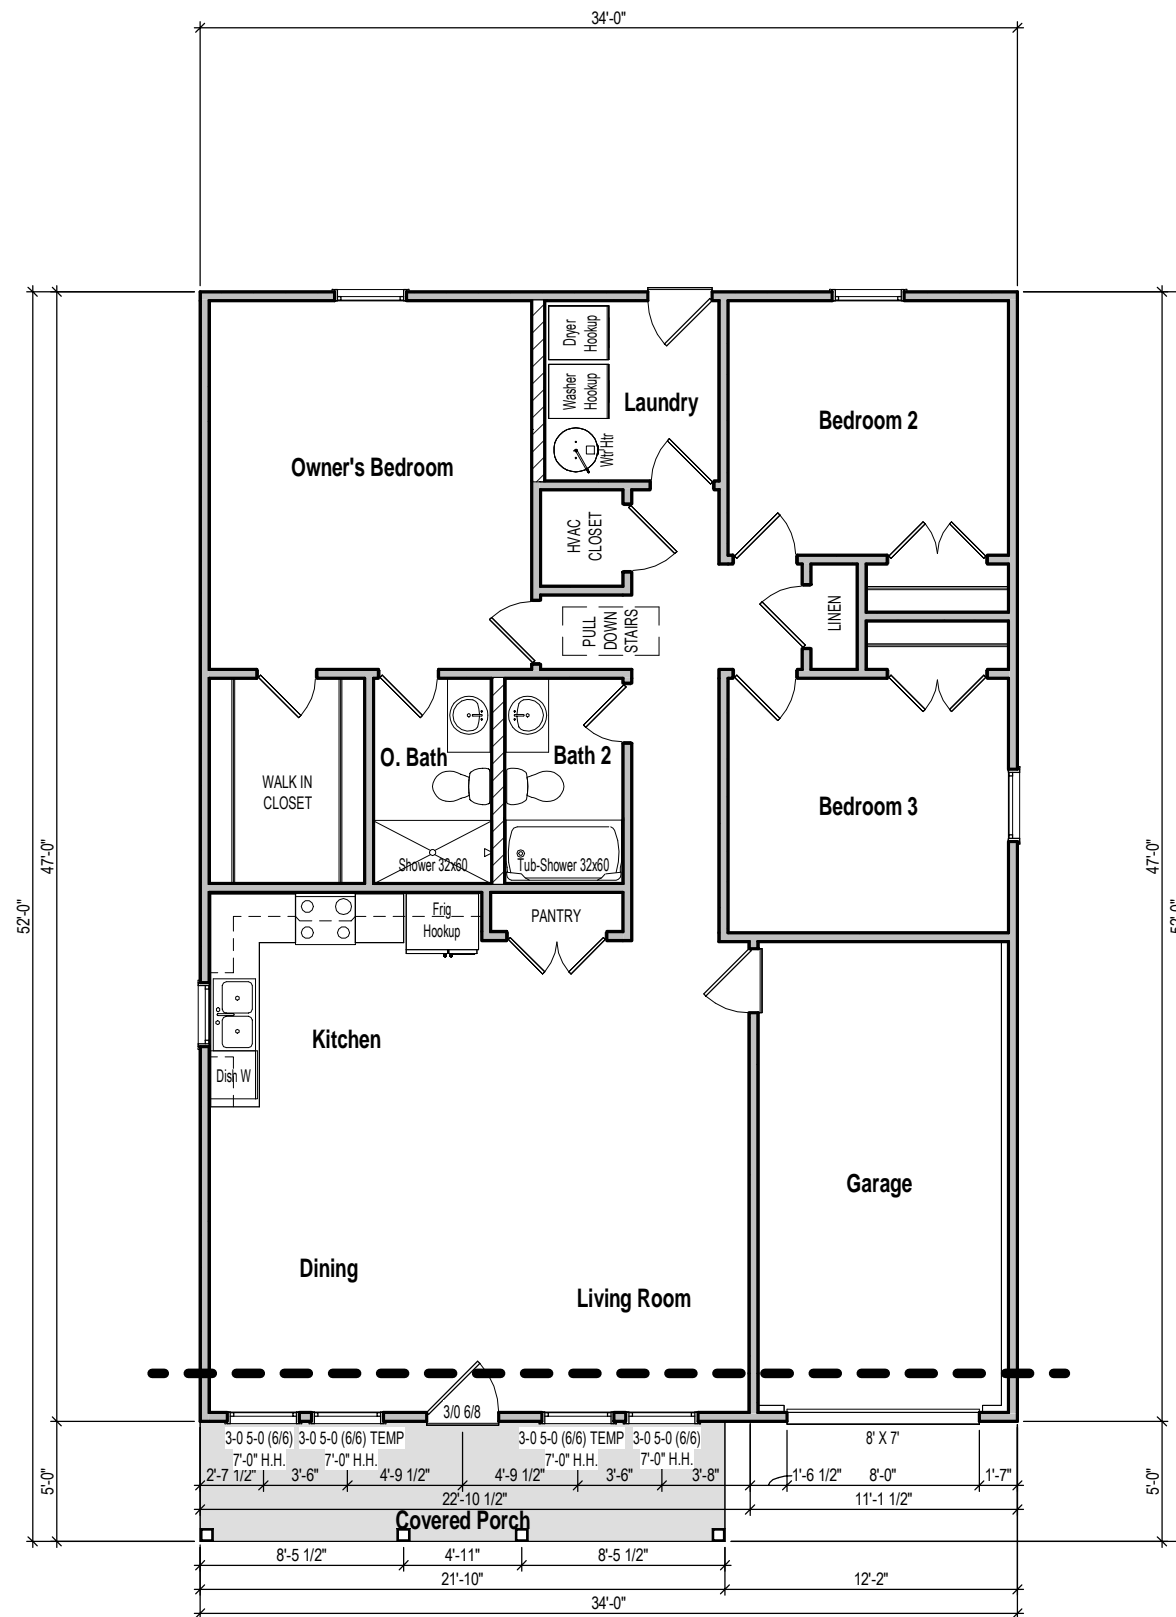 34'-0"
Dryer
Hookup
Washer
Hookup
Wtr Htr
Laundry
Bedroom 2
Owner's Bedroom
HVAC
CLOSET
PULL
DOWN
STAIRS
LINEN
O. Bath
Bath 2
WALK IN
CLOSET
Bedroom 3
Shower 32x60
Tub-Shower 32x60
47'-0"
47'-0"
52'-0"
52'-0"
Frig
Hookup
PANTRY
Kitchen
Dish W
Garage
Dining
Living Room
3/0 6/8
3-0 5-0 (6/6) 3-0 5-0 (6/6) TEMP 3-0 5-0 (6/6) TEMP 3-0 5-0 (6/6) 8' X 7'
7'-0" H.H. 7'-0" H.H. 7'-0" H.H. 7'-0" H.H.
2'-7 1/2" 3'-6" 4'-9 1/2" 4'-9 1/2" 3'-6" 3'-8" 1'-6 1/2" 8'-0" 1'-7"
5'-0"
5'-0"
22'-10 1/2" 11'-1 1/2"
Covered Porch
8'-5 1/2" 4'-11" 8'-5 1/2"
21'-10" 12'-2"
34'-0"